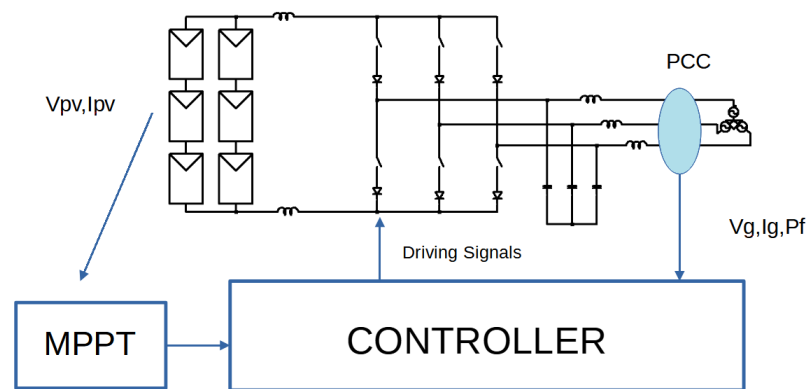 PCC
Vpv,Ipv
Vg,Ig,Pf
Driving Signals
MPPT
CONTROLLER